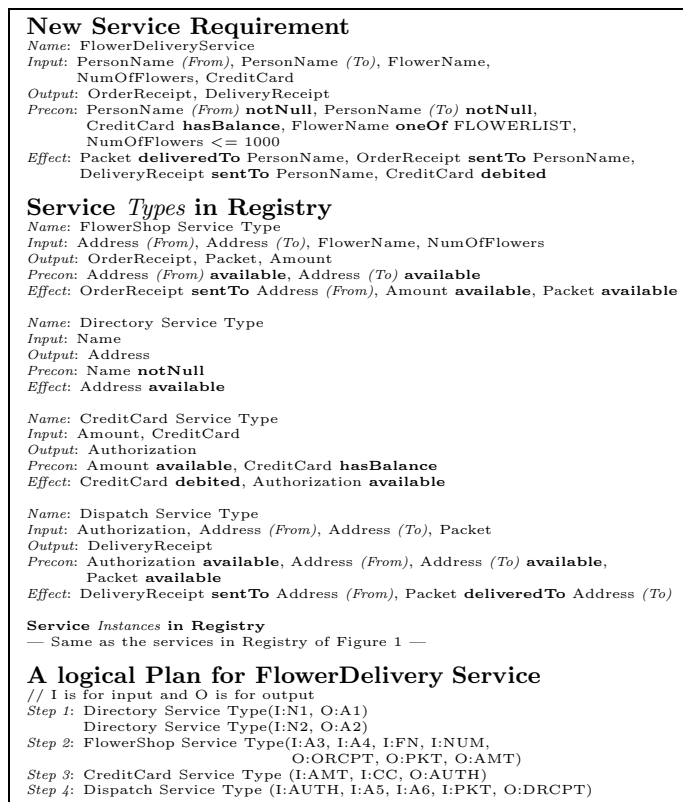 New Service Requirement
Name: FlowerDeliveryService
Input: PersonName (From), PersonName (To), FlowerName,
NumOfFlowers, CreditCard
Output: OrderReceipt, DeliveryReceipt
Precon: PersonName (From) notNull, PersonName (To) notNull,
CreditCard hasBalance, FlowerName oneOf FLOWERLIST,
NumOfFlowers <= 1000
Effect: Packet deliveredTo PersonName, OrderReceipt sentTo PersonName,
DeliveryReceipt sentTo PersonName, CreditCard debited
Service Types in Registry
Name: FlowerShop Service Type
Input: Address (From), Address (To), FlowerName, NumOfFlowers
Output: OrderReceipt, Packet, Amount
Precon: Address (From) available, Address (To) available
Effect: OrderReceipt sentTo Address (From), Amount available, Packet available
Name: Directory Service Type
Input: Name
Output: Address
Precon: Name notNull
Effect: Address available
Name: CreditCard Service Type
Input: Amount, CreditCard
Output: Authorization
Precon: Amount available, CreditCard hasBalance
Effect: CreditCard debited, Authorization available
Name: Dispatch Service Type
Input: Authorization, Address (From), Address (To), Packet
Output: DeliveryReceipt
Precon: Authorization available, Address (From), Address (To) available,
Packet available
Effect: DeliveryReceipt sentTo Address (From), Packet deliveredTo Address (To)
Service Instances in Registry
— Same as the services in Registry of Figure 1 —
A logical Plan for FlowerDelivery Service
// I is for input and O is for output
Step 1: Directory Service Type(I:N1, O:A1)
Directory Service Type(I:N2, O:A2)
Step 2: FlowerShop Service Type(I:A3, I:A4, I:FN, I:NUM,
O:ORCPT, O:PKT, O:AMT)
Step 3: CreditCard Service Type (I:AMT, I:CC, O:AUTH)
Step 4: Dispatch Service Type (I:AUTH, I:A5, I:A6, I:PKT, O:DRCPT)